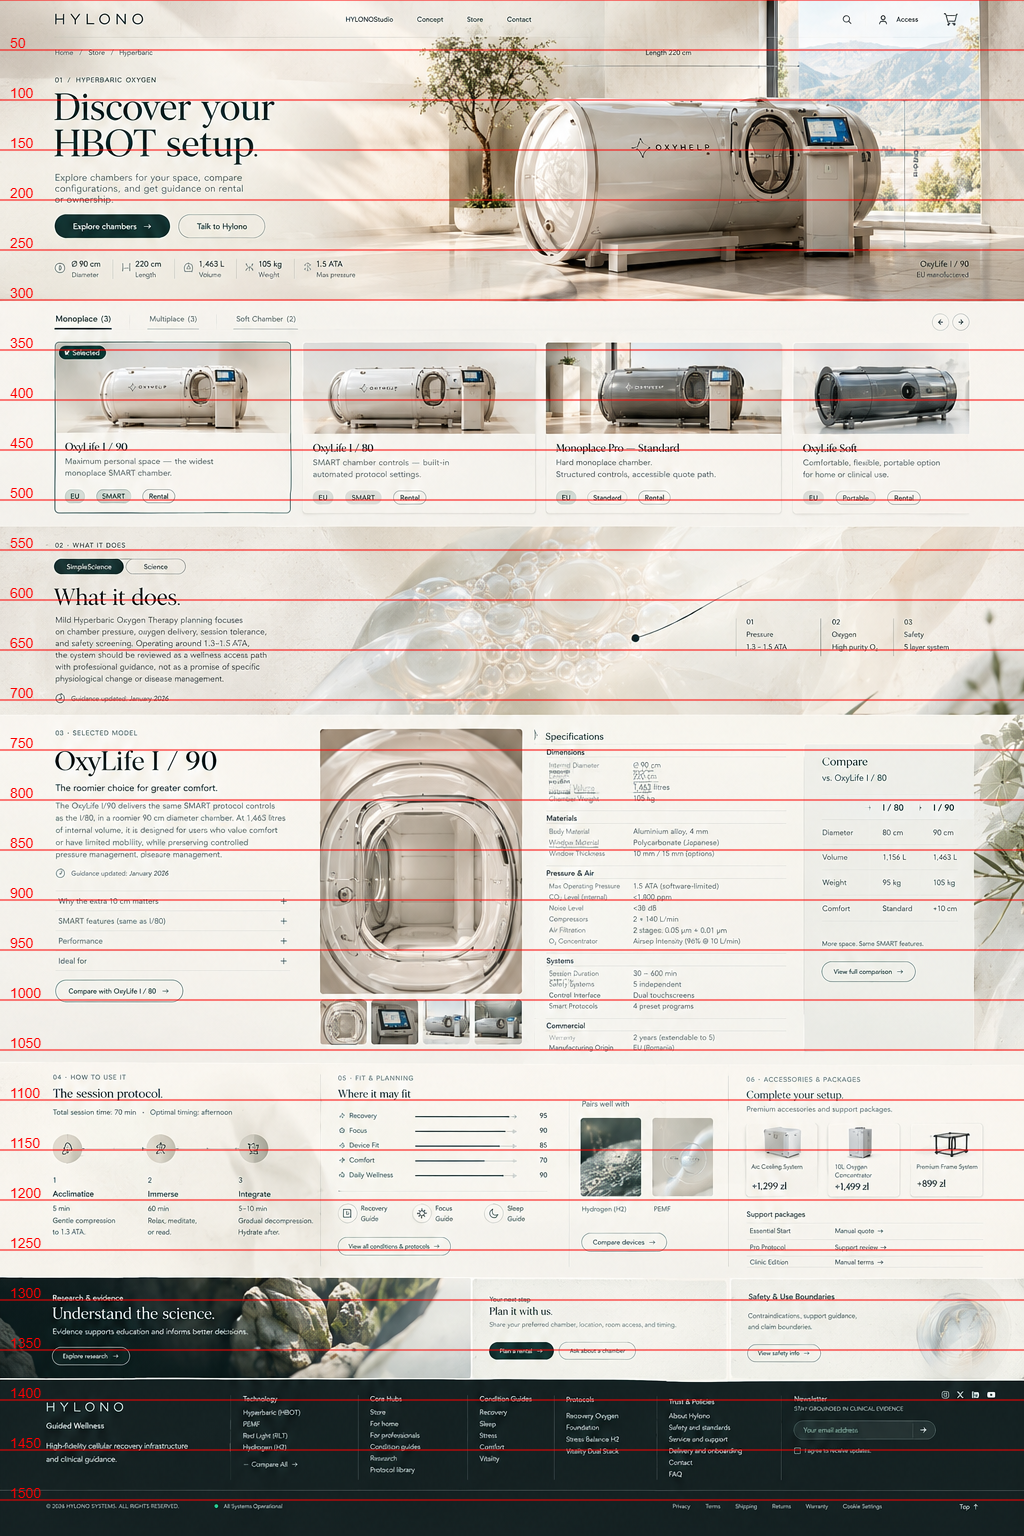 HYLONO
HYLONOStudio
Concept
Store
Contact
Access
50
Home / Store / Hyperbaric
Length 220 cm
01 / HYPERBARIC OXYGEN
100
Discover your
HBOT setup.
150
OXYHELP
Explore chambers for your space, compare
configurations, and get guidance on rental
or ownership.
200
Explore chambers →
Talk to Hylono
250
Ø 90 cm
Diameter
220 cm
Length
1,463 L
Volume
105 kg
Weight
1.5 ATA
Max pressure
OxyLife I / 90
EU manufactured
300
Monoplace (3)
Multiplace (3)
Soft Chamber (2)
350
Selected
400
450
OxyLife I / 90
Maximum personal space — the widest
monoplace SMART chamber.
EU
SMART
Rental
OxyLife I / 80
SMART chamber controls — built-in
automated protocol settings.
EU
SMART
Rental
Monoplace Pro — Standard
Hard monoplace chamber.
Structured controls, accessible quote path.
EU
Standard
Rental
OxyLife Soft
Comfortable, flexible, portable option
for home or clinical use.
EU
Portable
Rental
500
550
02 - WHAT IT DOES
SimpleScience
Science
600
What it does.
Mild Hyperbaric Oxygen Therapy planning focuses
on chamber pressure, oxygen delivery, session tolerance,
and safety screening. Operating around 1.3–1.5 ATA,
the system should be reviewed as a wellness access path
with professional guidance, not as a promise of specific
physiological change or disease management.
650
01
Pressure
1.3 – 1.5 ATA
02
Oxygen
High purity O₂
03
Safety
5 layer system
700
Guidance updated: January 2026
03 - SELECTED MODEL
750
OxyLife I / 90
The roomier choice for greater comfort.
800
The OxyLife I/90 delivers the same SMART protocol controls
as the I/80, in a roomier 90 cm diameter chamber. At 1,463 litres
of internal volume, it is designed for users who value comfort
or have limited mobility, while preserving controlled
850
pressure management.
Guidance updated: January 2026
900
Why the extra 10 cm matters +
SMART features (same as I/80) +
950
Performance +
Ideal for +
1000
Compare with OxyLife I / 80 →
1050
Specifications
Dimensions
Internal Diameter Ø 90 cm
220 cm
Volume 1,463 litres
Chamber Weight 105 kg
Materials
Body Material Aluminium alloy, 4 mm
Window Material Polycarbonate (Japanese)
Window Thickness 10 mm / 15 mm (options)
Pressure & Air
Max Operating Pressure 1.5 ATA (software-limited)
CO₂ Level (internal) <1,800 ppm
Noise Level <38 dB
Compressors 2 × 140 L/min
Air Filtration 2 stages: 0.05 µm + 0.01 µm
O₂ Concentrator Airsep Intensity (96% @ 10 L/min)
Systems
Session Duration 30 – 600 min
Safety Systems 5 independent
Control Interface Dual touchscreens
Smart Protocols 4 preset programs
Commercial
Warranty 2 years (extendable to 5)
Manufacturing Origin EU (Romania)
Compare
vs. OxyLife I / 80
I / 80 I / 90
Diameter 80 cm 90 cm
Volume 1,156 L 1,463 L
Weight 95 kg 105 kg
Comfort Standard +10 cm
More space. Same SMART features.
View full comparison →
04 - HOW TO USE IT
1100
The session protocol.
Total session time: 70 min • Optimal timing: afternoon
1150
1
Acclimatize
5 min
Gentle compression
to 1.3 ATA.
2
Immerse
60 min
Relax, meditate,
or read.
3
Integrate
5–10 min
Gradual decompression.
Hydrate after.
1200
1250
05 - FIT & PLANNING
Where it may fit
Recovery 95
Focus 90
Device Fit 85
Comfort 70
Daily Wellness 90
Recovery
Guide
Focus
Guide
Sleep
Guide
View all conditions & protocols →
Pairs well with
Hydrogen (H2)
PEMF
Compare devices →
06 - ACCESSORIES & PACKAGES
Complete your setup.
Premium accessories and support packages.
Air Cooling System
+1,299 zł
10L Oxygen
Concentrator
+1,499 zł
Premium Frame System
+899 zł
Support packages
Essential Start Manual quote →
Pro Protocol Support review →
Clinic Edition Manual terms →
1300
Research & evidence
Understand the science.
Evidence supports education and informs better decisions.
1350
Explore research →
Your next step
Plan it with us.
Share your preferred chamber, location, room access, and timing.
Plan a rental →
Ask about a chamber
Safety & Use Boundaries
Contraindications, support guidance,
and claim boundaries.
View safety info →
1400
HYLONO
Guided Wellness
1450
High-fidelity cellular recovery infrastructure
and clinical guidance.
Technology
Hyperbaric (HBOT)
PEMF
Red Light (RLT)
Hydrogen (H2)
— Compare All →
Core Hubs
Store
For home
For professionals
Condition guides
Research
Protocol library
Condition Guides
Recovery
Sleep
Stress
Comfort
Vitality
Protocols
Recovery Oxygen
Foundation
Stress Balance H2
Vitality Dual Stack
Trust & Policies
About Hylono
Safety and standards
Service and support
Delivery and onboarding
Contact
FAQ
Newsletter
STAY GROUNDED IN CLINICAL EVIDENCE
Your email address →
I agree to receive updates.
1500
© 2026 HYLONO SYSTEMS. ALL RIGHTS RESERVED.
All Systems Operational
Privacy
Terms
Shipping
Returns
Warranty
Cookie Settings
Top ↑